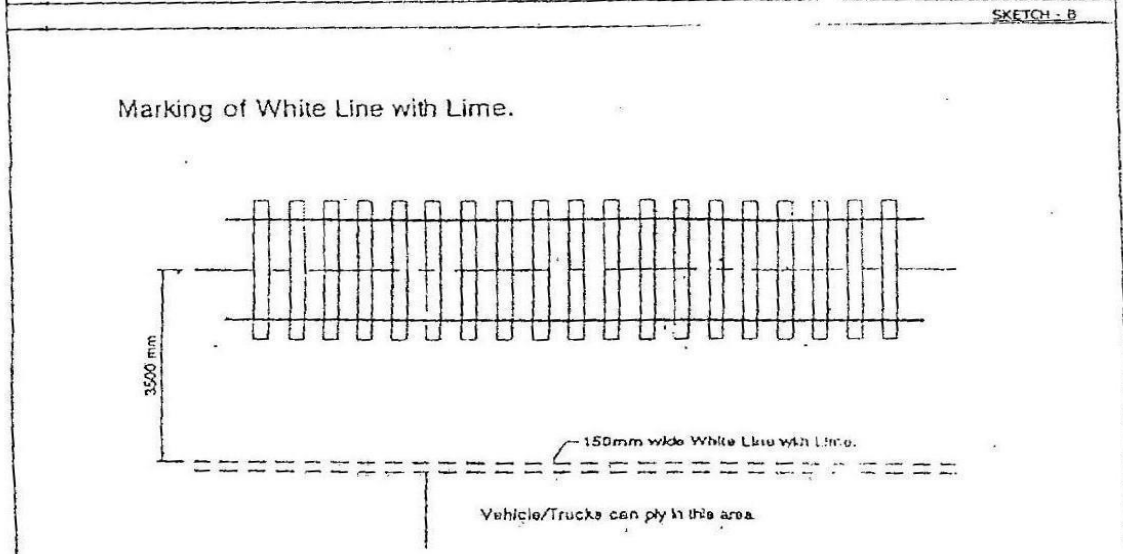 SKETCH - B
Marking of White Line with Lime.
3500 mm
150mm wide White Line with Lime.
Vehicle/Trucks can ply in this area